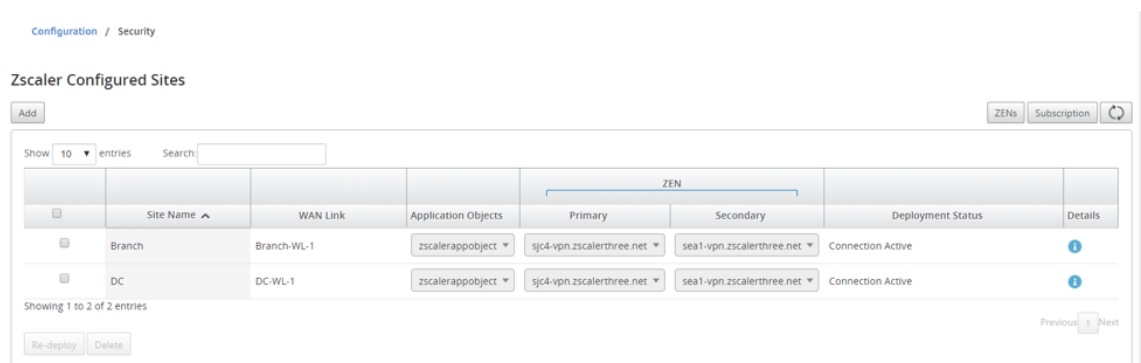 Configuration / Security
Zscaler Configured Sites
Add ZENs Subscription
Show 10 entries Search:
ZEN
Site Name WAN Link Application Objects Primary Secondary Deployment Status Details
Branch Branch-WL-1 zscalerappobject sjc4-vpn.zscalerthree.net sea1-vpn.zscalerthree.net Connection Active
DC DC-WL-1 zscalerappobject sjc4-vpn.zscalerthree.net sea1-vpn.zscalerthree.net Connection Active
Showing 1 to 2 of 2 entries
Previous 1 Next
Re-deploy Delete